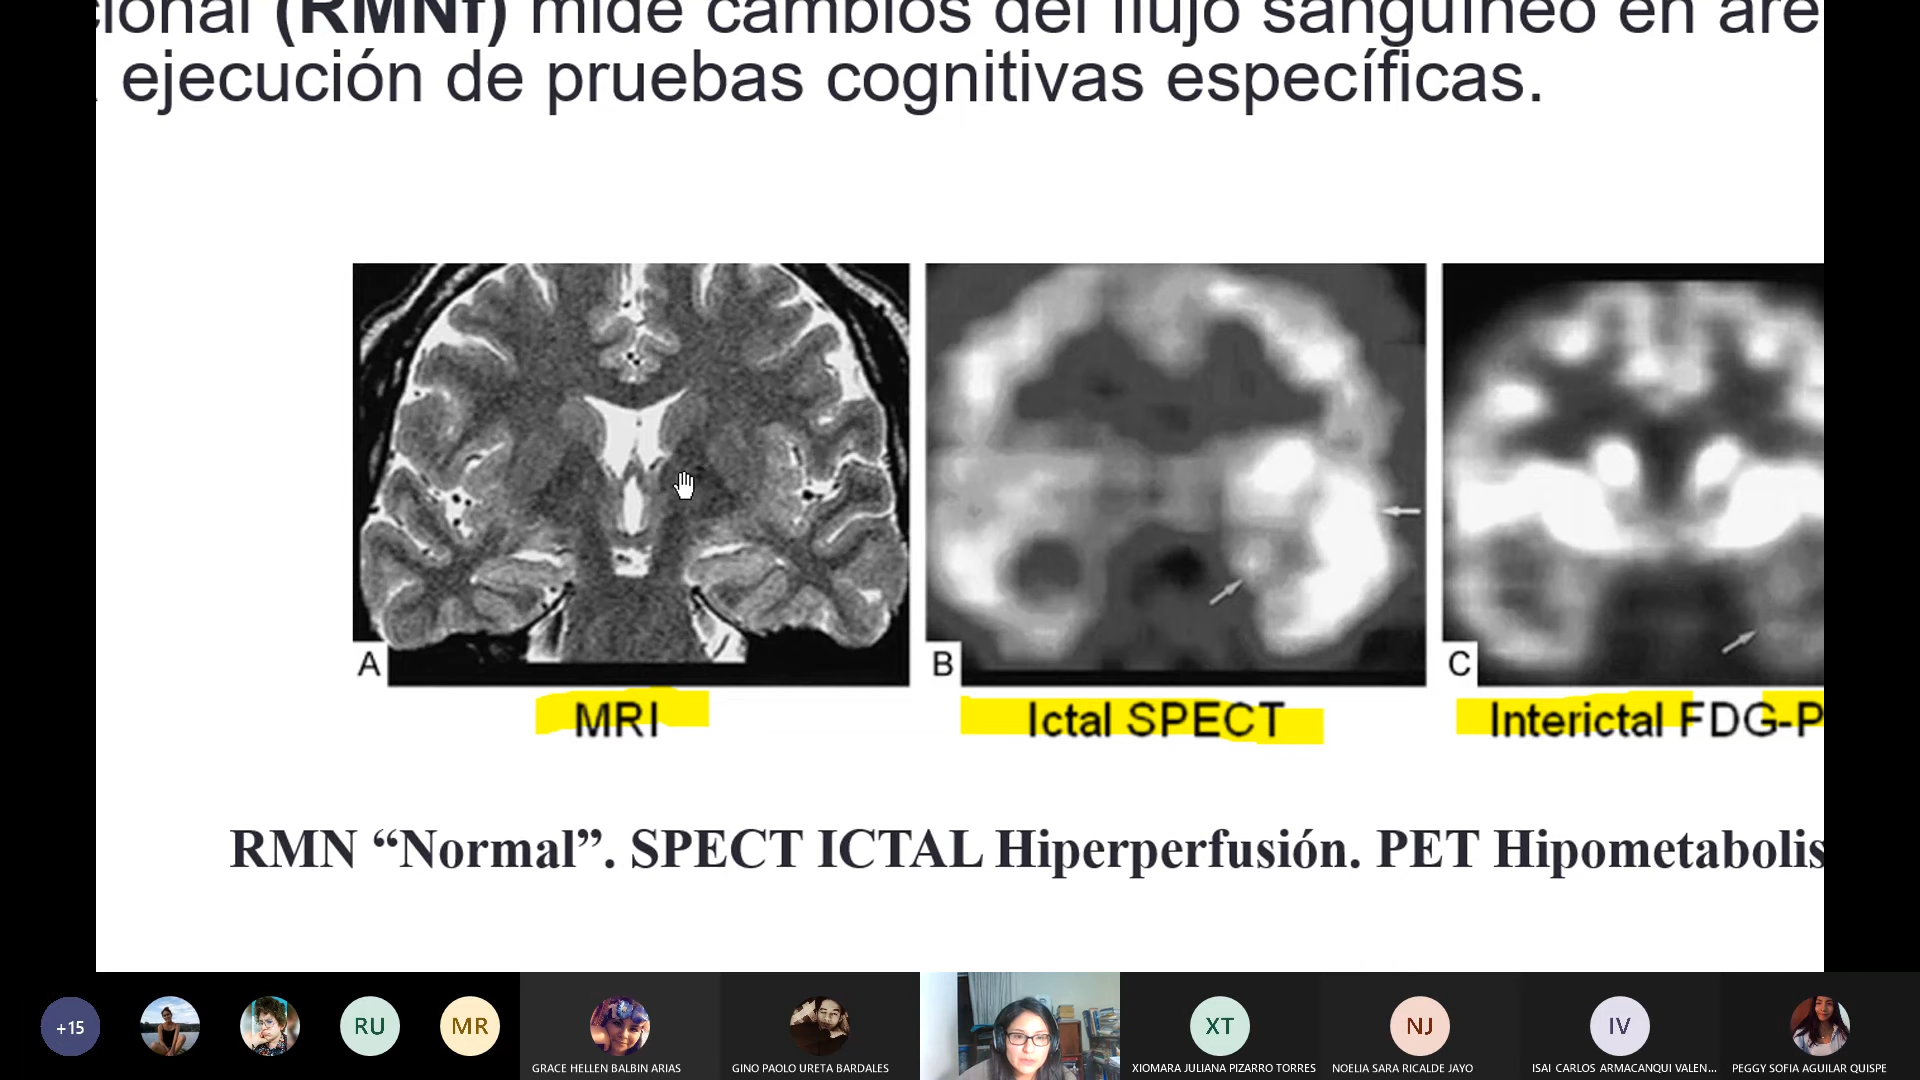 cional (RMNf) mide cambios del flujo sanguíneo en áre
ejecución de pruebas cognitivas específicas.
A
B
C
MRI
Ictal SPECT
Interictal FDG-P
RMN “Normal”. SPECT ICTAL Hiperperfusión. PET Hipometabolis
+15
RU
MR
XT
NJ
IV
GRACE HELLEN BALBIN ARIAS
GINO PAOLO URETA BARDALES
XIOMARA JULIANA PIZARRO TORRES
NOELIA SARA RICALDE JAYO
ISAI CARLOS ARMACANQUI VALEN...
PEGGY SOFIA AGUILAR QUISPE